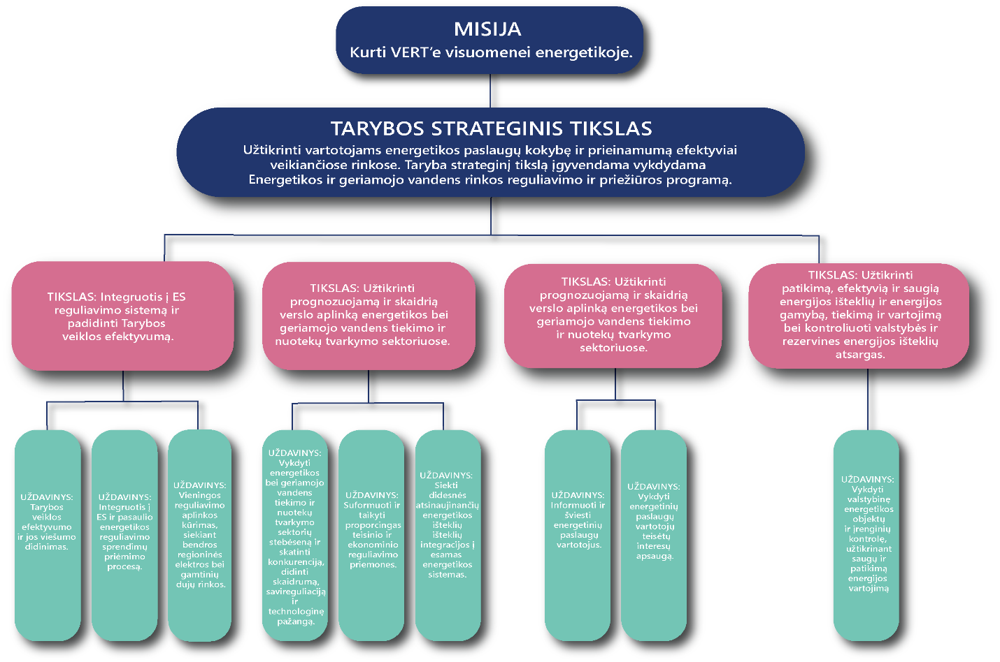 MISIJA
Kurti VERT’e visuomenei energetikoje.
TARYBOS STRATEGINIS TIKSLAS
Užtikrinti vartotojams energetikos paslaugų kokybę ir prieinamumą efektyviai
veikiančiose rinkose. Taryba strateginį tikslą įgyvendama vykdydama
Energetikos ir geriamojo vandens rinkos reguliavimo ir priežiūros programą.
TIKSLAS: Integruotis į ES
reguliavimo sistemą ir
padidinti Tarybos
veiklos efektyvumą.
TIKSLAS: Užtikrinti
prognozuojamą ir skaidrią
verslo aplinką energetikos bei
geriamojo vandens tiekimo ir
nuotekų tvarkymo sektoriuose.
TIKSLAS: Užtikrinti
prognozuojamą ir skaidrią
verslo aplinką energetikos bei
geriamojo vandens tiekimo
ir nuotekų tvarkymo
sektoriuose.
TIKSLAS: Užtikrinti
patikimą, efektyvią ir saugią
energijos išteklių ir energijos
gamybą, tiekimą ir vartojimą
bei kontroliuoti valstybės ir
rezervines energijos išteklių
atsargas.
UŽDAVINYS:
Tarybos
veiklos
efektyvumo
ir jos viešumo
didinimas.
UŽDAVINYS:
Integruotis į
ES ir pasaulio
energetikos
reguliavimo
sprendimų
priėmimo
procesą.
UŽDAVINYS:
Vieningos
reguliavimo
aplinkos
kūrimas,
siekiant
bendros
regioninės
elektros bei
gamtinių
dujų rinkos.
UŽDAVINYS:
Vykdyti
energetikos
bei geriamojo
vandens
tiekimo ir
nuotekų
tvarkymo
sektorių
stebėseną ir
skatinti
konkurenciją,
didinti
skaidrumą,
savireguliaciją
ir
technologinę
pažangą.
UŽDAVINYS:
Suformuoti ir
taikyti
proporcingas
teisinio ir
ekonominio
reguliavimo
priemones.
UŽDAVINYS:
Siekti
didesnės
atsinaujinančių
energetikos
išteklių
išteklių
integracijos į
esamas
energetikos
sistemas.
UŽDAVINYS:
Informuoti ir
šviesti
energetinių
paslaugų
vartotojus.
UŽDAVINYS:
Vykdyti
energetinių
paslaugų
vartotojų
teisėtų
interesų
apsaugą.
UŽDAVINYS:
Vykdyti
valstybinę
energetikos
objektų
ir įrenginių
kontrolę,
užtikrinant
saugų ir
patikimą
energijos
vartojimą